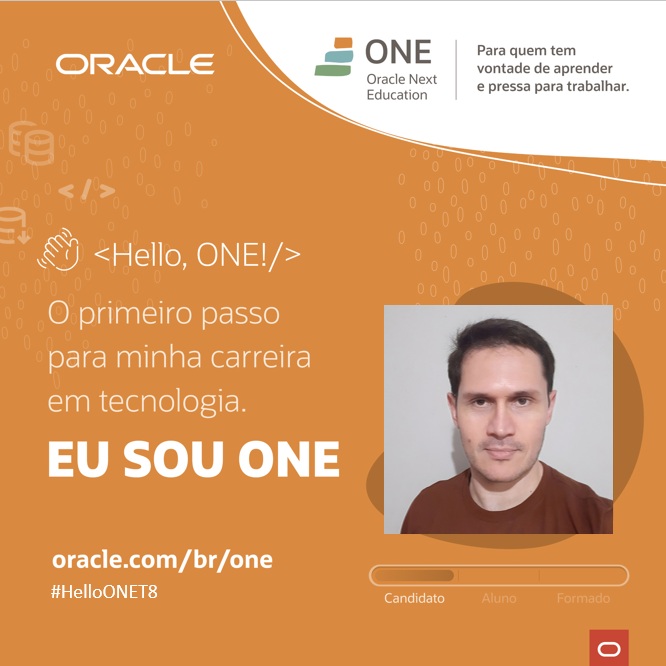 ORACLE
ONE
Oracle Next
Education
Para quem tem
vontade de aprender
e pressa para trabalhar.
</>
<Hello, ONE!/>
O primeiro passo
para minha carreira
em tecnologia.
EU SOU ONE
oracle.com/br/one
#HelloONET8
Candidato Aluno Formado